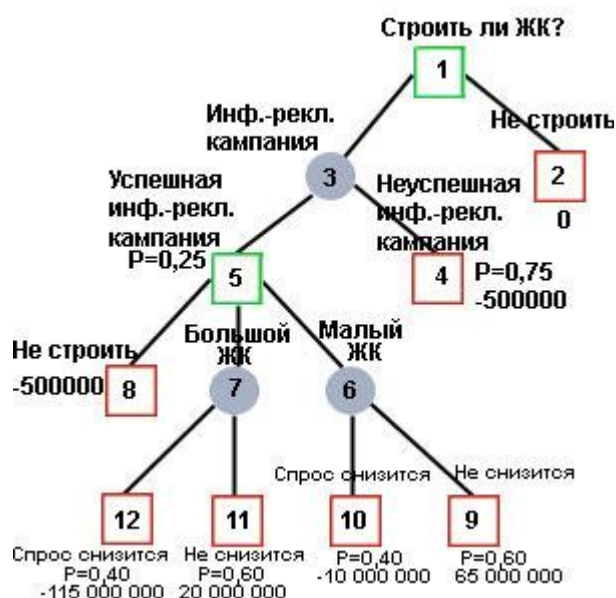 Строить ли ЖК?
1
Инф.-рекл.
кампания
Не строить
3
2
0
Успешная
инф.-рекл.
кампания
P=0,25
Неуспешная
инф.-рекл.
кампания
5
4
P=0,75
-500000
Не строить
-500000
8
Большой
ЖК
7
Малый
ЖК
6
Спрос снизится
Не снизится
12
11
10
9
Спрос снизится
P=0,40
-115 000 000
Не снизится
P=0,60
20 000 000
P=0,40
-10 000 000
P=0,60
65 000 000